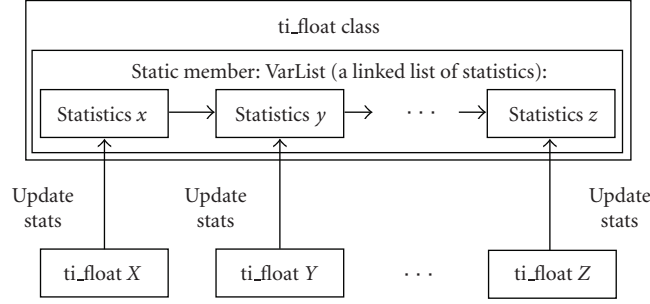 ti_float class
Static member: VarList (a linked list of statistics):
Statistics x
Statistics y
. . .
Statistics z
Update
stats
Update
stats
Update
stats
ti_float X
ti_float Y
. . .
ti_float Z